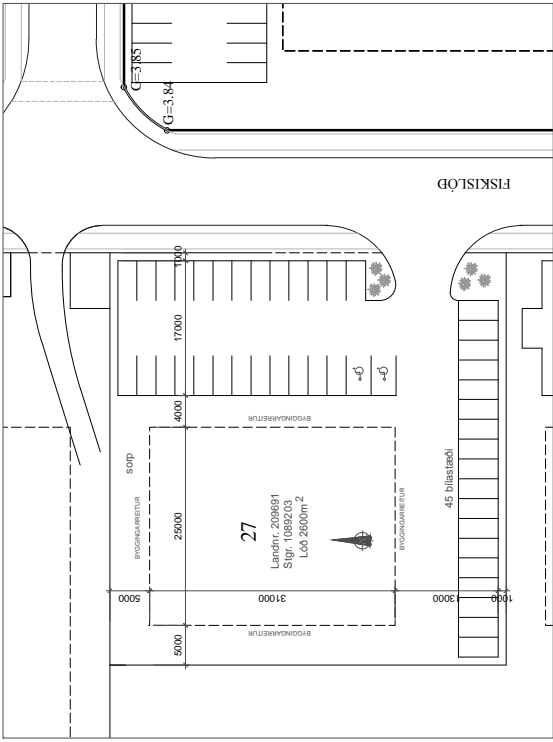 G=3.85
G=3.84
FISKISLÓÐ
1000
17000
4000
BYGGINGARREITUR
sorp
BYGGINGARREITUR
27
Landnr. 209691
Stgr. 1089203
Lóð 2600m²
25000
BYGGINGARREITUR
45 bílastæði
5000
31000
13000
1000
BYGGINGARREITUR
5000